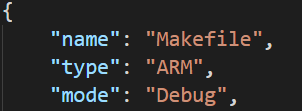 {
"name": "Makefile",
"type": "ARM",
"mode": "Debug",